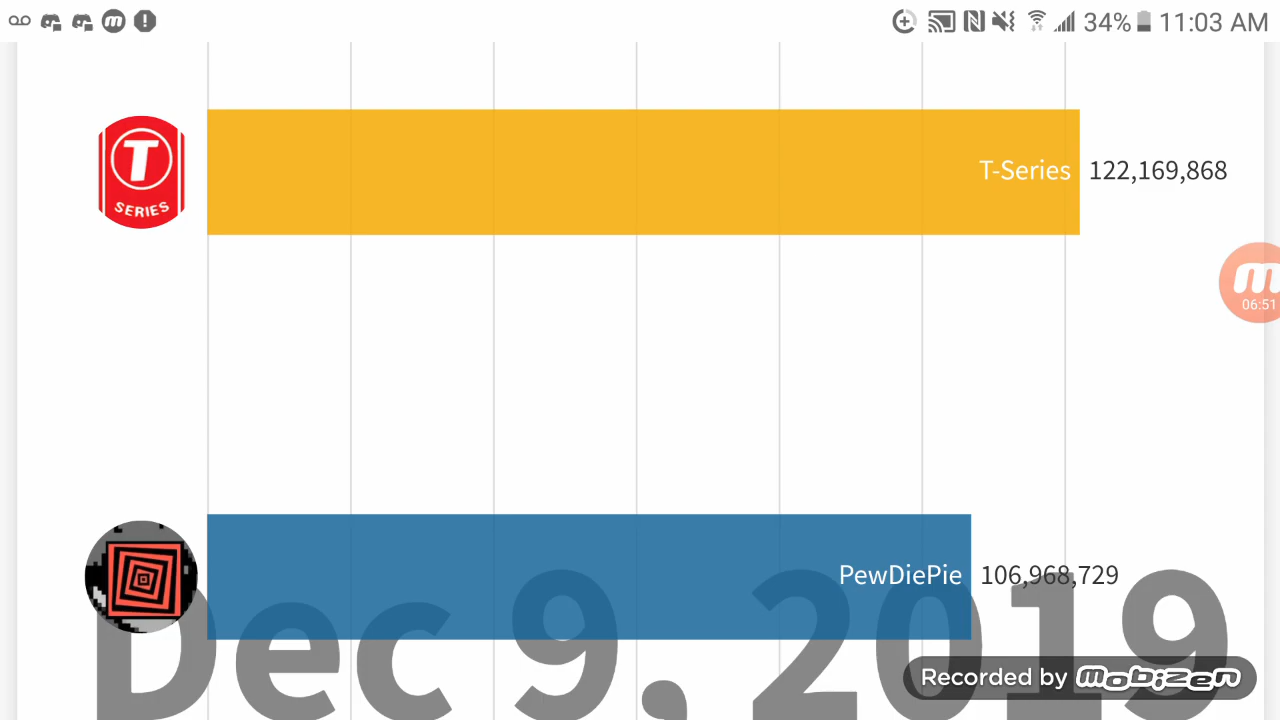 34% 11:03 AM
T SERIES
T-Series 122,169,868
06:51
PewDiePie 106,968,729
Dec 9, 2019
Recorded by mobizen